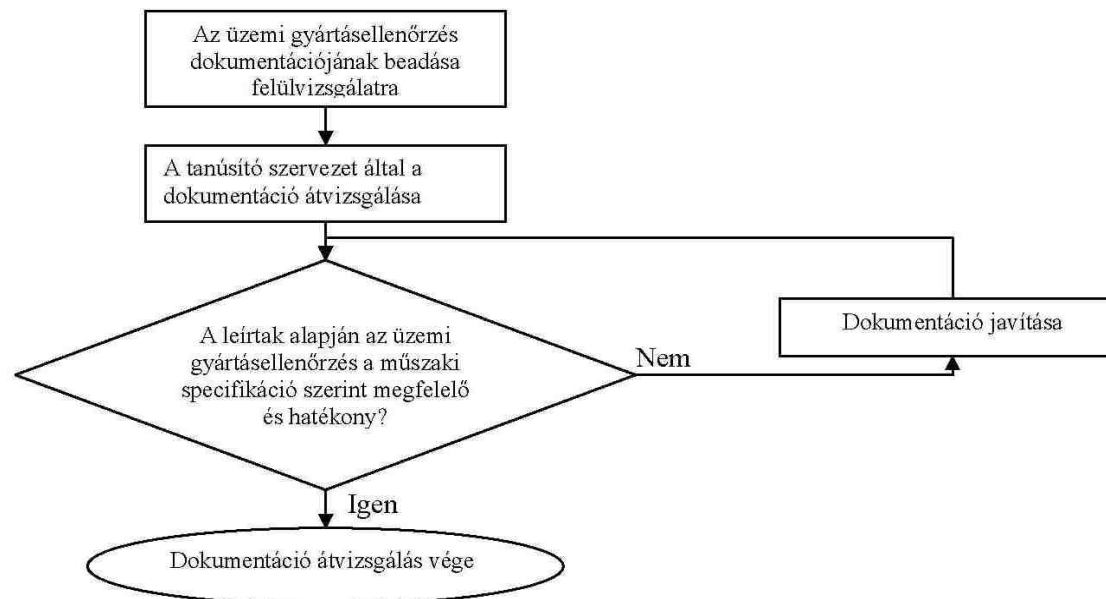 Az üzemi gyártásellenőrzés
dokumentációjának beadása
felülvizsgálatra
A tanúsító szervezet által a
dokumentáció átvizsgálása
A leírtak alapján az üzemi
gyártásellenőrzés a műszaki
specifikáció szerint megfelelő
és hatékony?
Nem
Dokumentáció javítása
Igen
Dokumentáció átvizsgálás vége